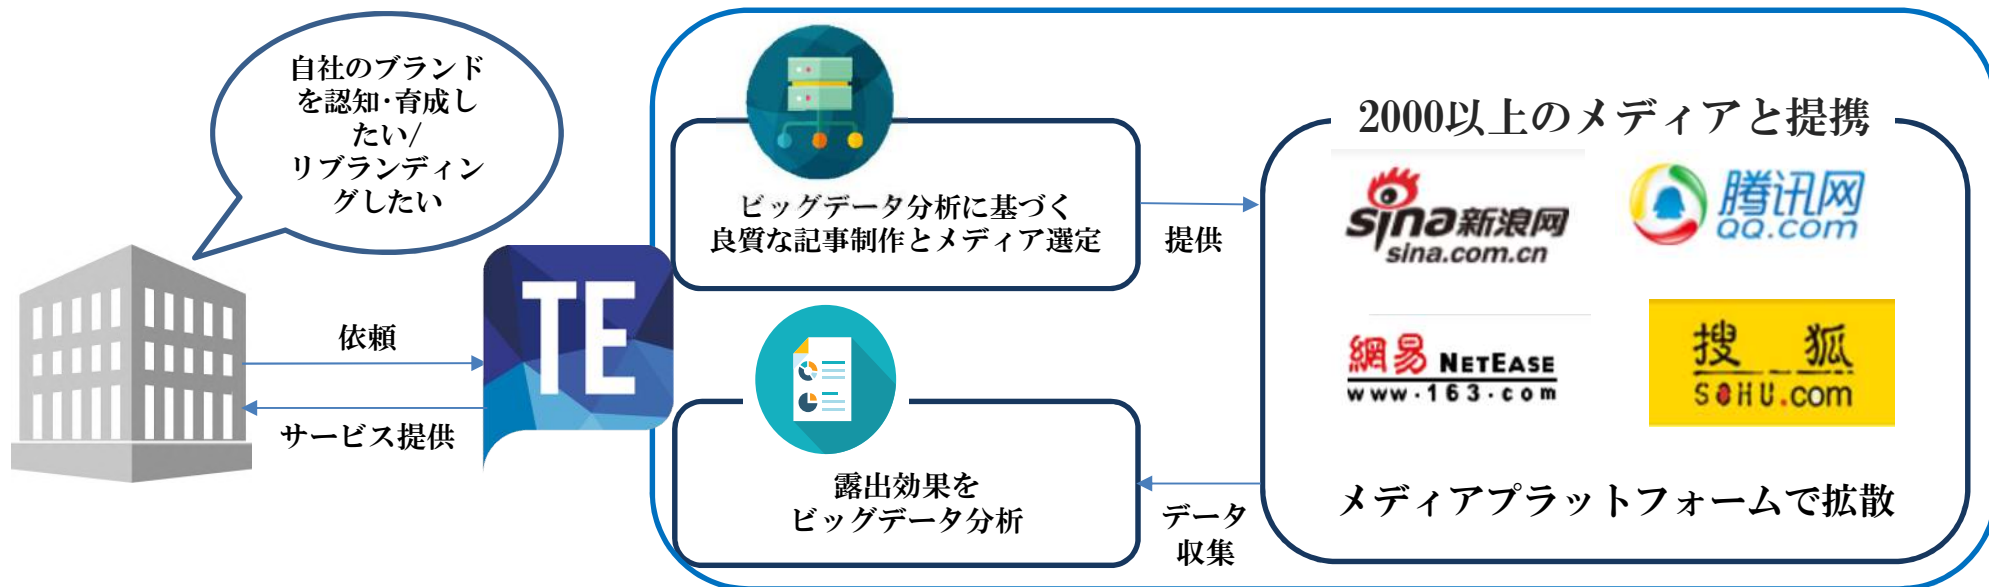 自社のブランド
を認知･育成し
たい/
リブランディン
グしたい
依頼
サービス提供
TE
ビッグデータ分析に基づく
良質な記事制作とメディア選定
提供
露出効果を
ビッグデータ分析
データ
収集
2000以上のメディアと提携
sina新浪网
sina.com.cn
腾讯网
QQ.com
網易 NETEASE
www.163.com
搜狐
SOHU.com
メディアプラットフォームで拡散